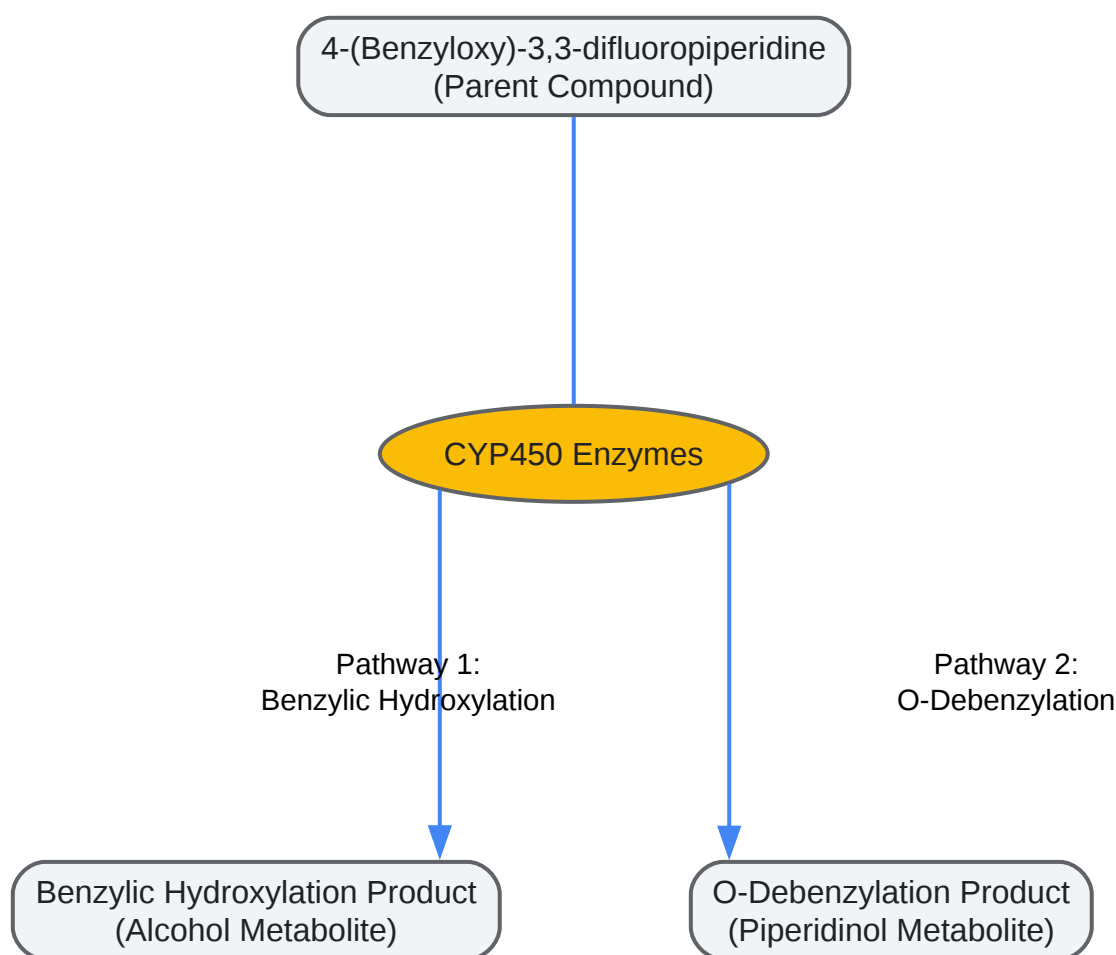 4-(Benzyloxy)-3,3-difluoropiperidine
(Parent Compound)
CYP450 Enzymes
Pathway 1:
Benzylic Hydroxylation
Pathway 2:
O-Debenzylation
Benzylic Hydroxylation Product
(Alcohol Metabolite)
O-Debenzylation Product
(Piperidinol Metabolite)